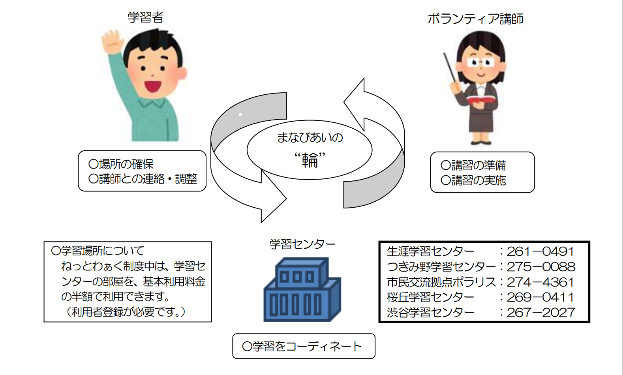 学習者
ボランティア講師
まなびあいの
“輪”
〇場所の確保
〇講師との連絡・調整
〇講習の準備
〇講習の実施
〇学習場所について
ねっとわぁく制度中は、学習セ
ンターの部屋を、基本利用料金
の半額で利用できます。
（利用者登録が必要です。）
学習センター
〇学習をコーディネート
生涯学習センター　：261－0491
つきみ野学習センター：275－0088
市民交流拠点ポラリス：274－4361
桜丘学習センター　：269－0411
渋谷学習センター　：267－2027